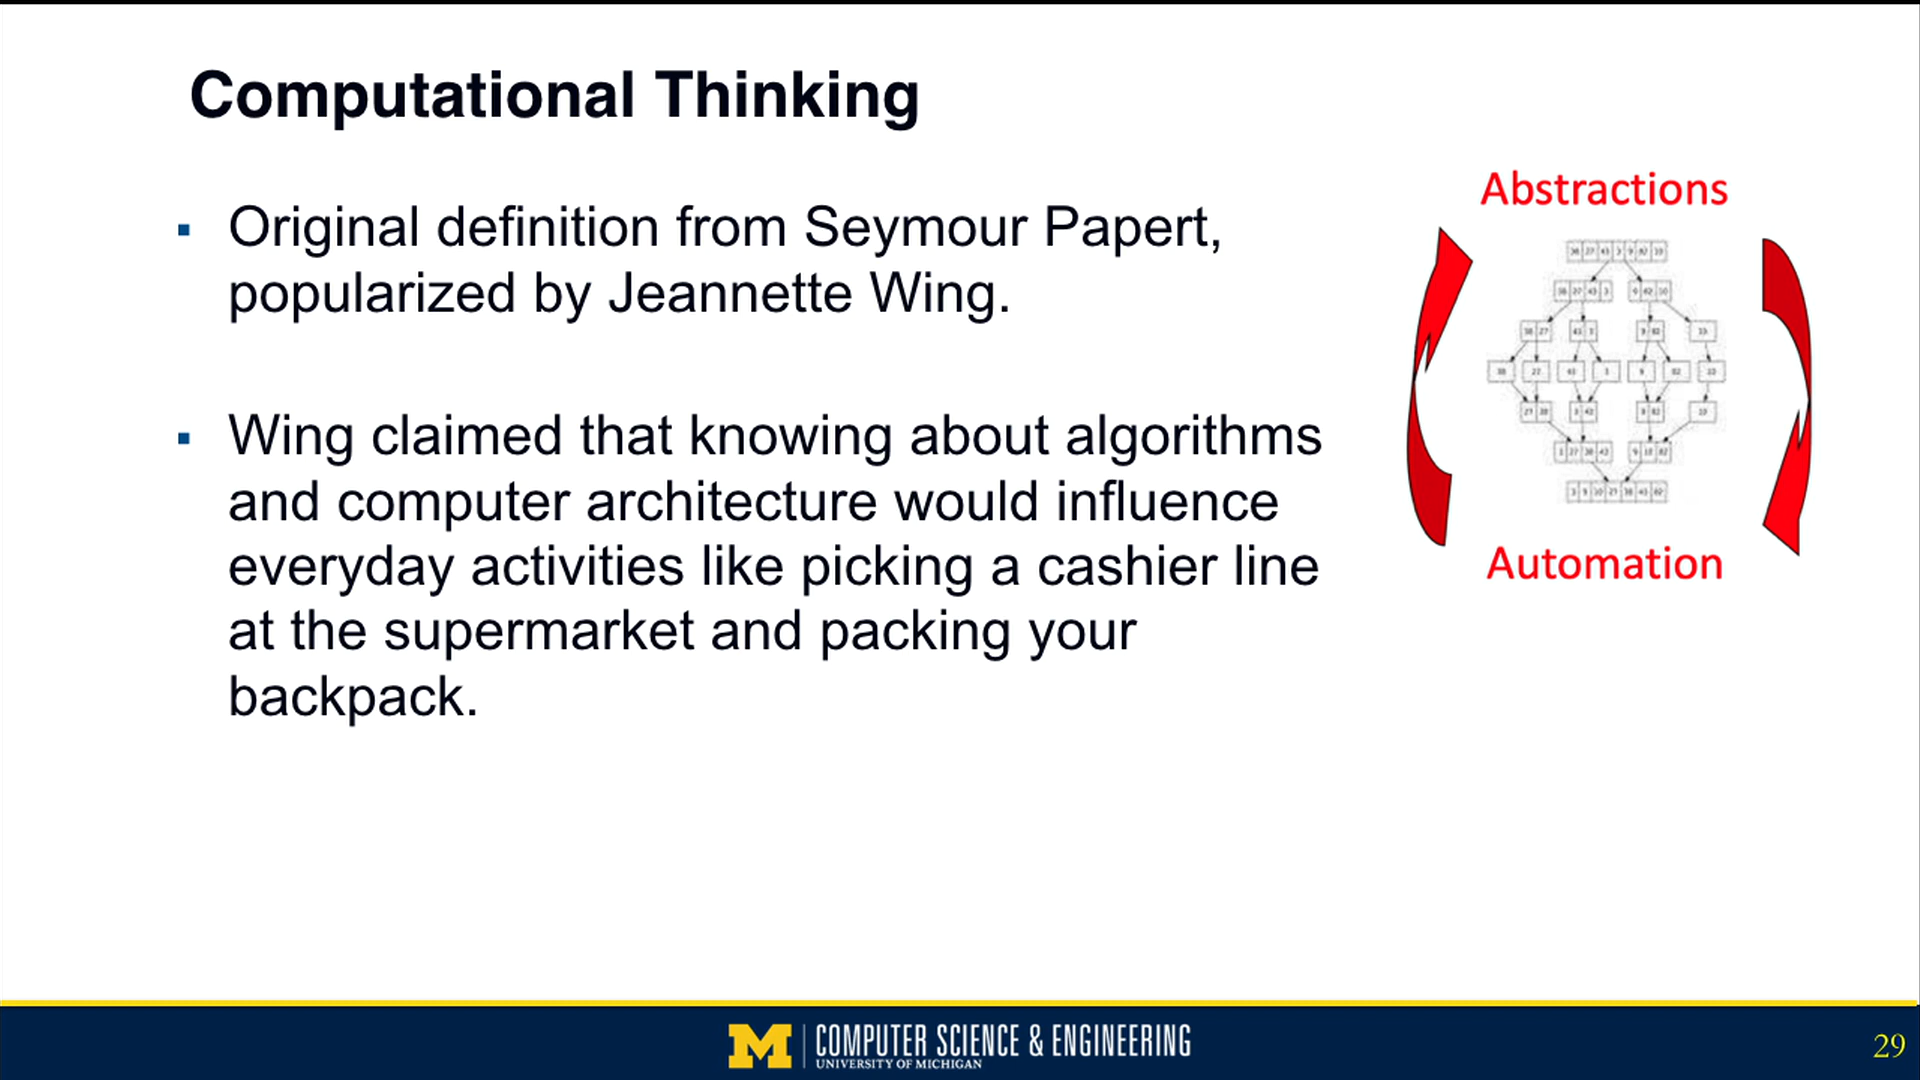 Computational Thinking
▪ Original definition from Seymour Papert,
popularized by Jeannette Wing.
▪ Wing claimed that knowing about algorithms
and computer architecture would influence
everyday activities like picking a cashier line
at the supermarket and packing your
backpack.
Abstractions
Automation
M COMPUTER SCIENCE & ENGINEERING
UNIVERSITY OF MICHIGAN
29